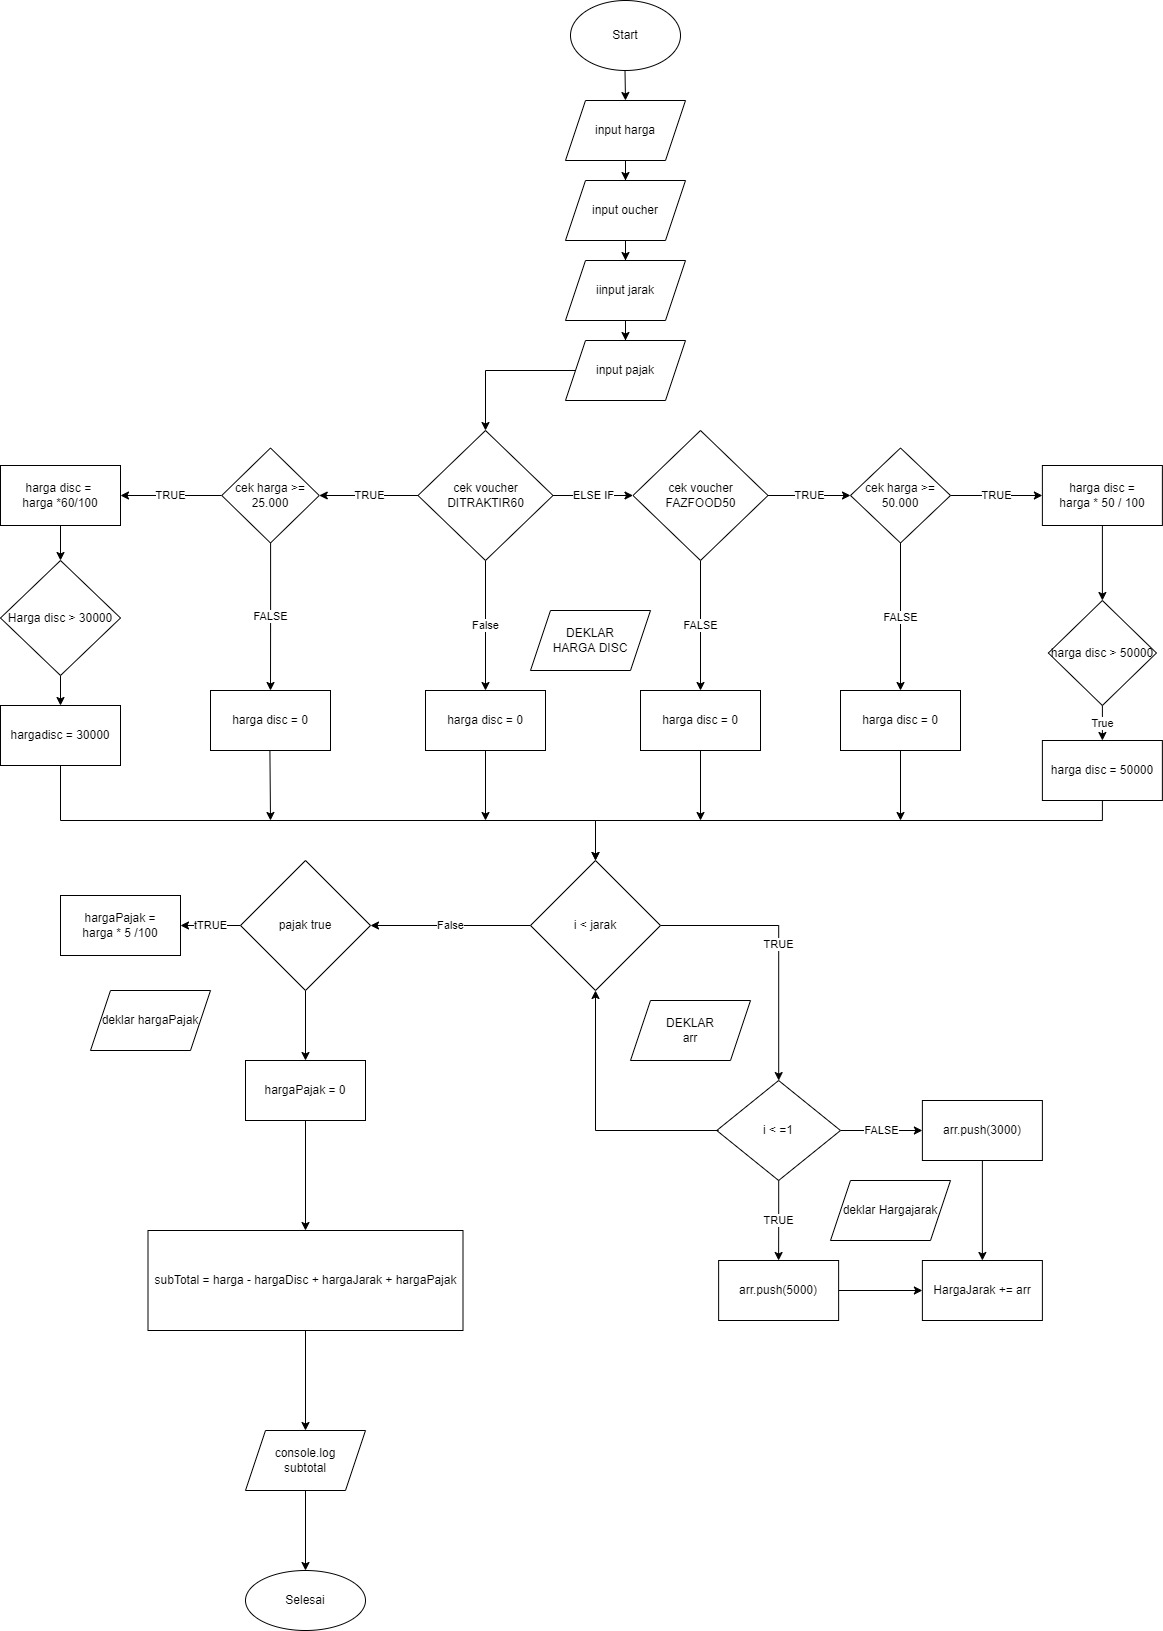 Start
input harga
input oucher
iinput jarak
input pajak
harga disc =
harga *60/100
TRUE
cek harga >=
25.000
TRUE
cek voucher
DITRAKTIR60
ELSE IF
cek voucher
FAZFOOD50
TRUE
cek harga >=
50.000
TRUE
harga disc =
harga * 50 / 100
Harga disc > 30000
FALSE
False
DEKLAR
HARGA DISC
FALSE
FALSE
harga disc > 50000
True
hargadisc = 30000
harga disc = 0
harga disc = 0
harga disc = 0
harga disc = 0
harga disc = 50000
hargaPajak =
harga * 5 /100
tTRUE
pajak true
False
i < jarak
TRUE
deklar hargaPajak
DEKLAR
arr
hargaPajak = 0
i < =1
FALSE
arr.push(3000)
TRUE
deklar Hargajarak
subTotal = harga - hargaDisc + hargaJarak + hargaPajak
arr.push(5000)
HargaJarak += arr
console.log
subtotal
Selesai